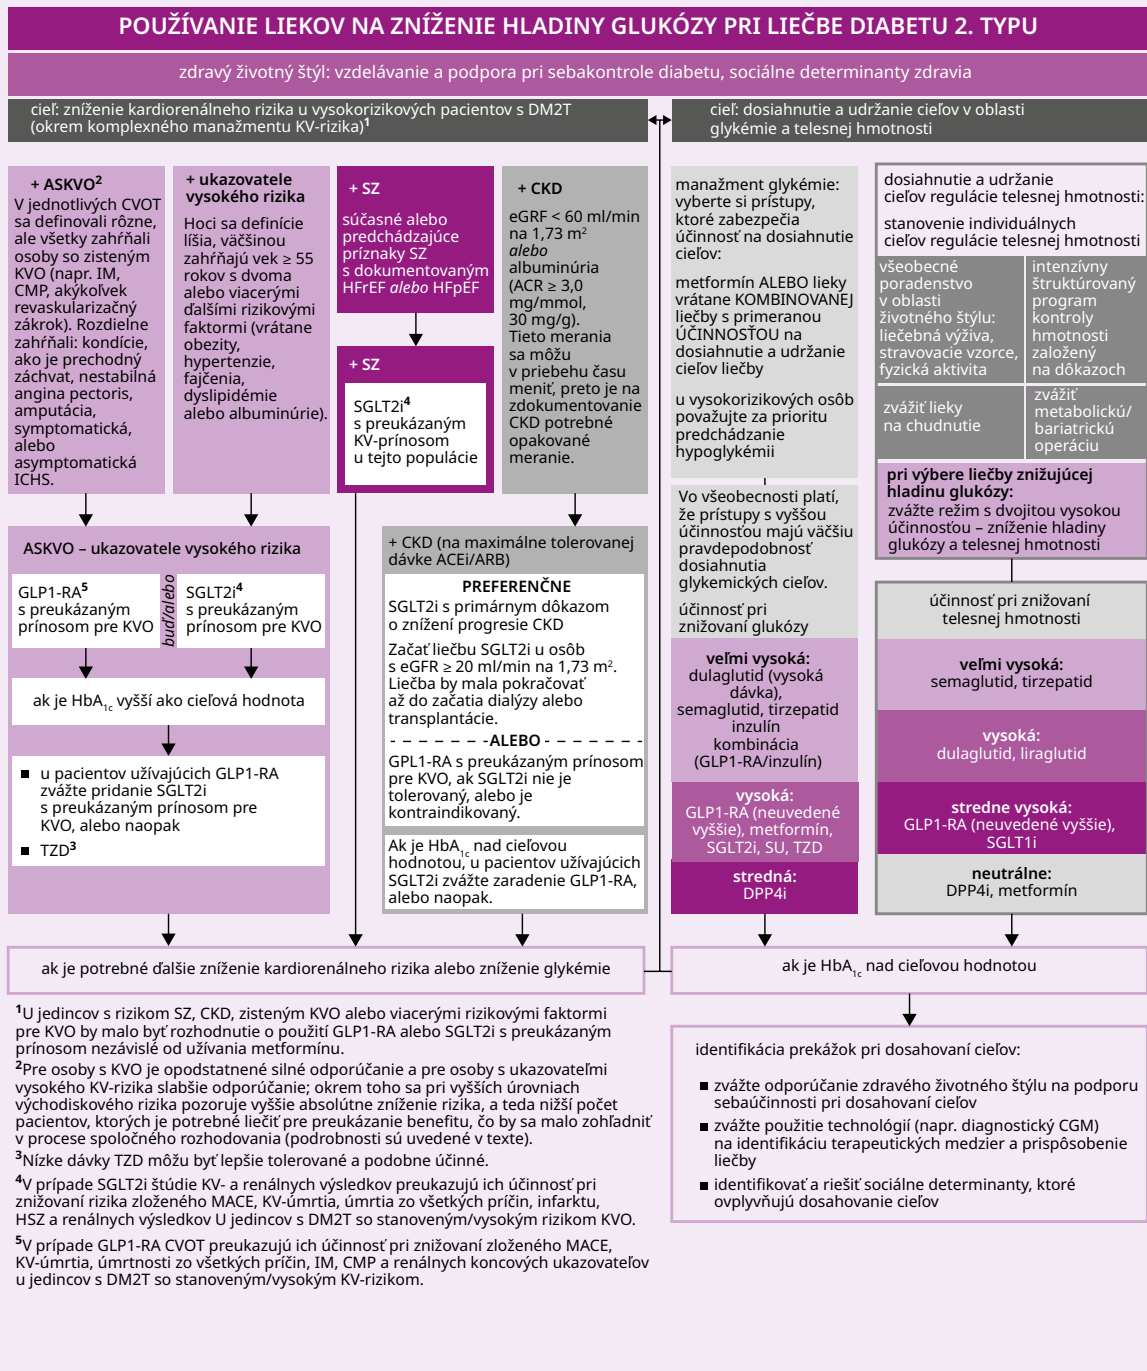 POUŽÍVANIE LIEKOV NA ZNÍŽENIE HLADINY GLUKÓZY PRI LIEČBE DIABETU 2. TYPU
zdravý životný štýl: vzdelávanie a podpora pri sebakontrole diabetu, sociálne determinanty zdravia
cieľ: zníženie kardiorenálneho rizika u vysokorizikových pacientov s DM2T
(okrem komplexného manažmentu KV-rizika)1
cieľ: dosiahnutie a udržanie cieľov v oblasti
glykémie a telesnej hmotnosti
+ ASKVO2
V jednotlivých CVOT
sa definovali rôzne,
ale všetky zahŕňali
osoby so zisteným
KVO (napr. IM,
CMP, akýkoľvek
revaskularizačný
zákrok). Rozdielne
zahŕňali: kondície,
ako je prechodný
záchvat, nestabilná
angina pectoris,
amputácia,
symptomatická,
alebo
asymptomatická
ICHS.
+ ukazovatele
vysokého rizika
Hoci sa definície
líšia, väčšinou
zahŕňajú vek ≥ 55
rokov s dvoma
alebo viacerými
ďalšími rizikovými
faktormi (vrátane
obezity,
hypertenzie,
fajčenia,
dyslipidémie
alebo albuminúrie).
+ SZ
súčasné alebo
predchádzajúce
príznaky SZ
s dokumentovaným
HFrEF alebo HFpEF
+ SZ
SGLT2i4
s preukázaným
KV-prínosom
u tejto populácie
+ CKD
eGRF < 60 ml/min
na 1,73 m2
alebo
albuminúria
(ACR ≥ 3,0
mg/mmol,
30 mg/g).
Tieto merania
sa môžu
v priebehu času
meniť, preto je na
zdokumentovanie
CKD potrebné
opakované
meranie.
ASKVO – ukazovatele vysokého rizika
GLP1-RA5
s preukázaným
prínosom pre KVO
buď/alebo
SGLT2i4
s preukázaným
prínosom pre KVO
ak je HbA1c vyšší ako cieľová hodnota
■ u pacientov užívajúcich GLP1-RA
zvážte pridanie SGLT2i
s preukázaným prínosom pre
KVO, alebo naopak
■ TZD3
+ CKD (na maximálne tolerovanej
dávke ACEi/ARB)
PREFERENČNE
SGLT2i s primárnym dôkazom
o znížení progresie CKD
Začať liečbu SGLT2i u osôb
s eGFR ≥ 20 ml/min na 1,73 m2.
Liečba by mala pokračovať
až do začatia dialýzy alebo
transplantácie.
ALEBO
GPL1-RA s preukázaným prínosom
pre KVO, ak SGLT2i nie je
tolerovaný, alebo je
kontraindikovaný.
Ak je HbA1c nad cieľovou
hodnotou, u pacientov užívajúcich
SGLT2i zvážte zaradenie GLP1-RA,
alebo naopak.
ak je potrebné ďalšie zníženie kardiorenálneho rizika alebo zníženie glykémie
manažment glykémie:
vyberte si prístupy,
ktoré zabezpečia
účinnosť na dosiahnutie
cieľov:
metformín ALEBO lieky
vrátane KOMBINOVANEJ
liečby s primeranou
ÚČINNOSŤOU na
dosiahnutie a udržanie
cieľov liečby
u vysokorizikových osôb
považujte za prioritu
predchádzanie
hypoglykémii
Vo všeobecnosti platí,
že prístupy s vyššou
účinnosťou majú väčšiu
pravdepodobnosť
dosiahnutia
glykemických cieľov.
účinnosť pri
znižovaní glukózy
veľmi vysoká:
dulaglutid (vysoká
dávka),
semaglutid, tirzepatid
inzulín
kombinácia
(GLP1-RA/inzulín)
vysoká:
GLP1-RA (neuvedené
vyššie), metformín,
SGLT2i, SU, TZD
stredná:
DPP4i
dosiahnutie a udržanie
cieľov regulácie telesnej hmotnosti:
stanovenie individuálnych
cieľov regulácie telesnej hmotnosti
všeobecné
poradenstvo
v oblasti
životného štýlu:
liečebná výživa,
stravovacie vzorce,
fyzická aktivita
intenzívny
štruktúrovaný
program
kontroly
hmotnosti
založený
na dôkazoch
zvážiť lieky
na chudnutie
zvážiť
metabolickú/
bariatrickú
operáciu
pri výbere liečby znižujúcej
hladinu glukózy:
zvážte režim s dvojitou vysokou
účinnosťou – zníženie hladiny
glukózy a telesnej hmotnosti
účinnosť pri znižovaní
telesnej hmotnosti
veľmi vysoká:
semaglutid, tirzepatid
vysoká:
dulaglutid, liraglutid
stredne vysoká:
GLP1-RA (neuvedené vyššie),
SGLT1i
neutrálne:
DPP4i, metformín
ak je HbA1c nad cieľovou hodnotou
identifikácia prekážok pri dosahovaní cieľov:
■ zvážte odporúčanie zdravého životného štýlu na podporu
sebaúčinnosti pri dosahovaní cieľov
■ zvážte použitie technológií (napr. diagnostický CGM)
na identifikáciu terapeutických medzier a prispôsobenie
liečby
■ identifikovať a riešiť sociálne determinanty, ktoré
ovplyvňujú dosahovanie cieľov
1U jedincov s rizikom SZ, CKD, zisteným KVO alebo viacerými rizikovými faktormi
pre KVO by malo byť rozhodnutie o použití GLP1-RA alebo SGLT2i s preukázaným
prínosom nezávislé od užívania metformínu.
2Pre osoby s KVO je opodstatnené silné odporúčanie a pre osoby s ukazovateľmi
vysokého KV-rizika slabšie odporúčanie; okrem toho sa pri vyšších úrovniach
východiskového rizika pozoruje vyššie absolútne zníženie rizika, a teda nižší počet
pacientov, ktorých je potrebné liečiť pre preukázanie benefitu, čo by sa malo zohľadniť
v procese spoločného rozhodovania (podrobnosti sú uvedené v texte).
3Nízke dávky TZD môžu byť lepšie tolerované a podobne účinné.
4V prípade SGLT2i štúdie KV- a renálnych výsledkov preukazujú ich účinnosť pri
znižovaní rizika zloženého MACE, KV-úmrtia, úmrtia zo všetkých príčin, infarktu,
HSZ a renálnych výsledkov U jedincov s DM2T so stanoveným/vysokým rizikom KVO.
5V prípade GLP1-RA CVOT preukazujú ich účinnosť pri znižovaní zloženého MACE,
KV-úmrtia, úmrtnosti zo všetkých príčin, IM, CMP a renálnych koncových ukazovateľov
u jedincov s DM2T so stanoveným/vysokým KV-rizikom.